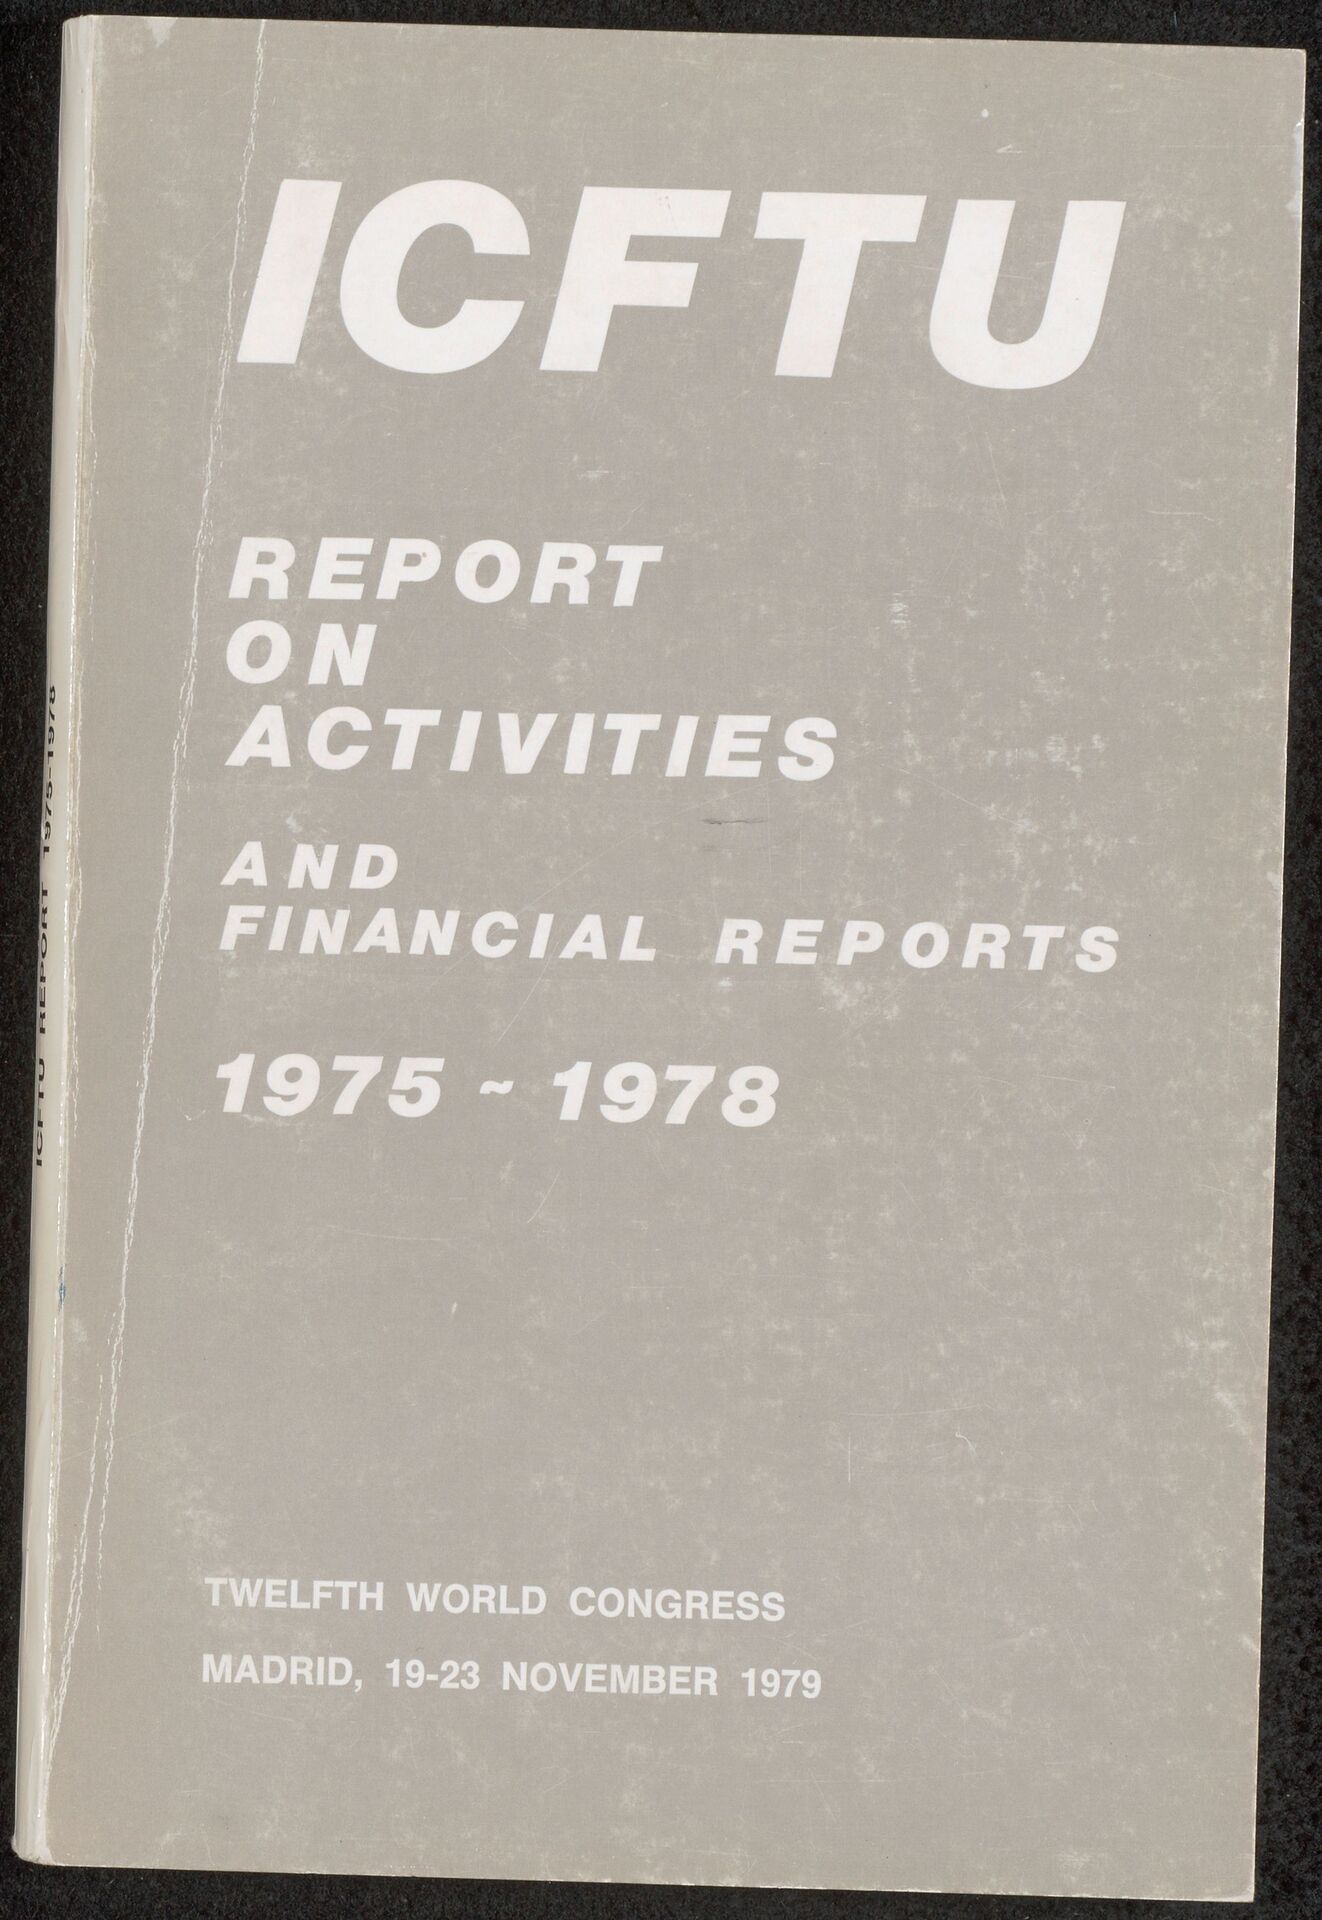 ICFTU
REPORT
ON
ACTIVITIES
AND
FINANCIAL REPORTS
1975 ~ 1978
TWELFTH WORLD CONGRESS
MADRID, 19-23 NOVEMBER 1979
ICFTU REPORT 1975-1978